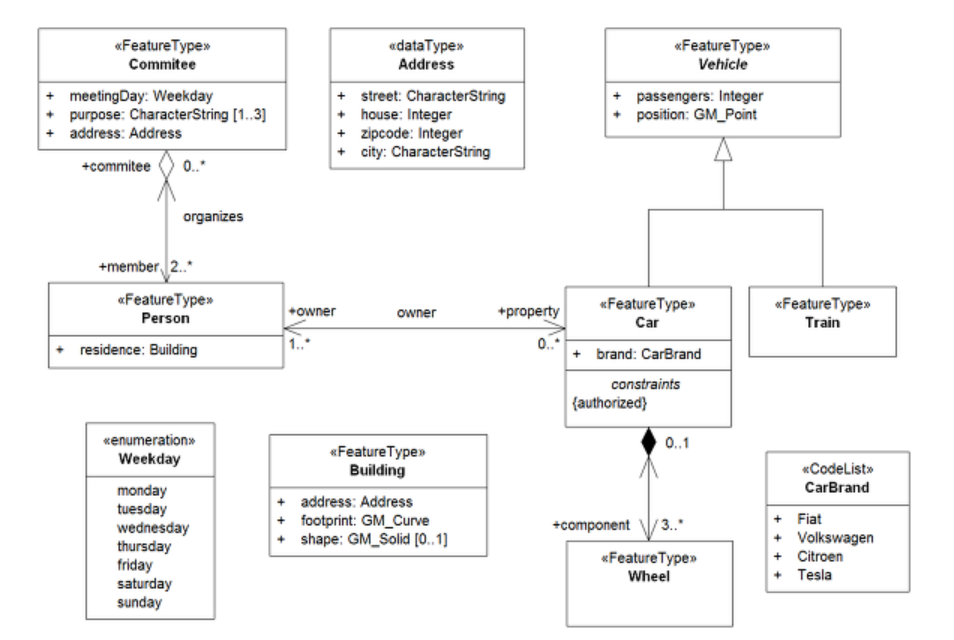 «FeatureType»
Commitee
+ meetingDay: Weekday
+ purpose: CharacterString [1..3]
+ address: Address
«dataType»
Address
+ street: CharacterString
+ house: Integer
+ zipcode: Integer
+ city: CharacterString
«FeatureType»
Vehicle
+ passengers: Integer
+ position: GM_Point
+commitee
0..*
organizes
+member
2..*
«FeatureType»
Person
+ residence: Building
+owner
1..*
owner
+property
0..*
«FeatureType»
Car
+ brand: CarBrand
constraints
{authorized}
«FeatureType»
Train
«enumeration»
Weekday
monday
tuesday
wednesday
thursday
friday
saturday
sunday
«FeatureType»
Building
+ address: Address
+ footprint: GM_Curve
+ shape: GM_Solid [0..1]
0..1
+component
3..*
«FeatureType»
Wheel
«CodeList»
CarBrand
+ Fiat
+ Volkswagen
+ Citroen
+ Tesla